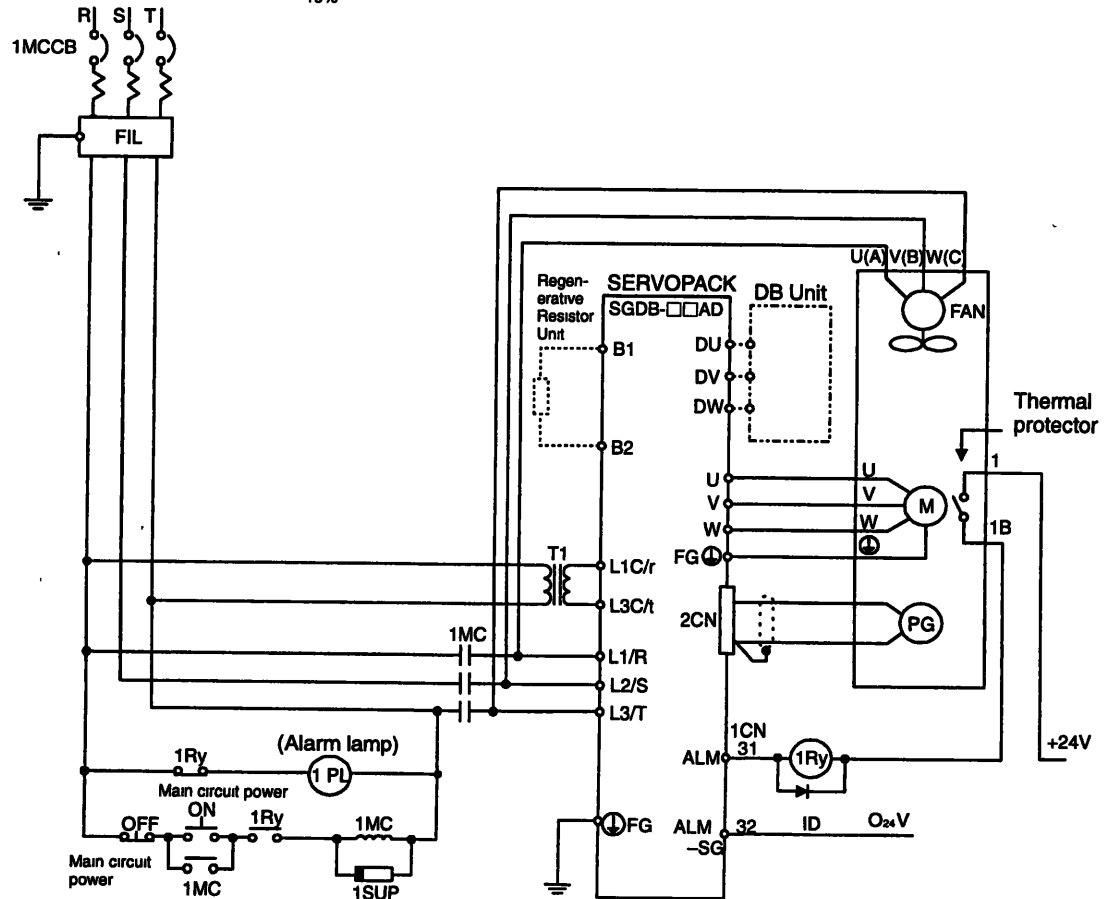 R S T
1MCCB
FIL
U(A) V(B) W(C)
Regen-
erative
Resistor
Unit
SERVOPACK
SGDB-□□AD
DB Unit
FAN
B1
DU
DV
DW
B2
Thermal
protector
1
U
V
W
U
V
W
M
1B
FG
T1
L1C/r
L3C/t
2CN
PG
1MC
L1/R
L2/S
L3/T
(Alarm lamp)
1Ry
1 PL
1CN
ALM 31
1Ry
+24V
Main circuit power
ON
OFF
1Ry
1MC
FG
ALM 32
-SG
ID
O24V
Main circuit
power
1MC
1SUP